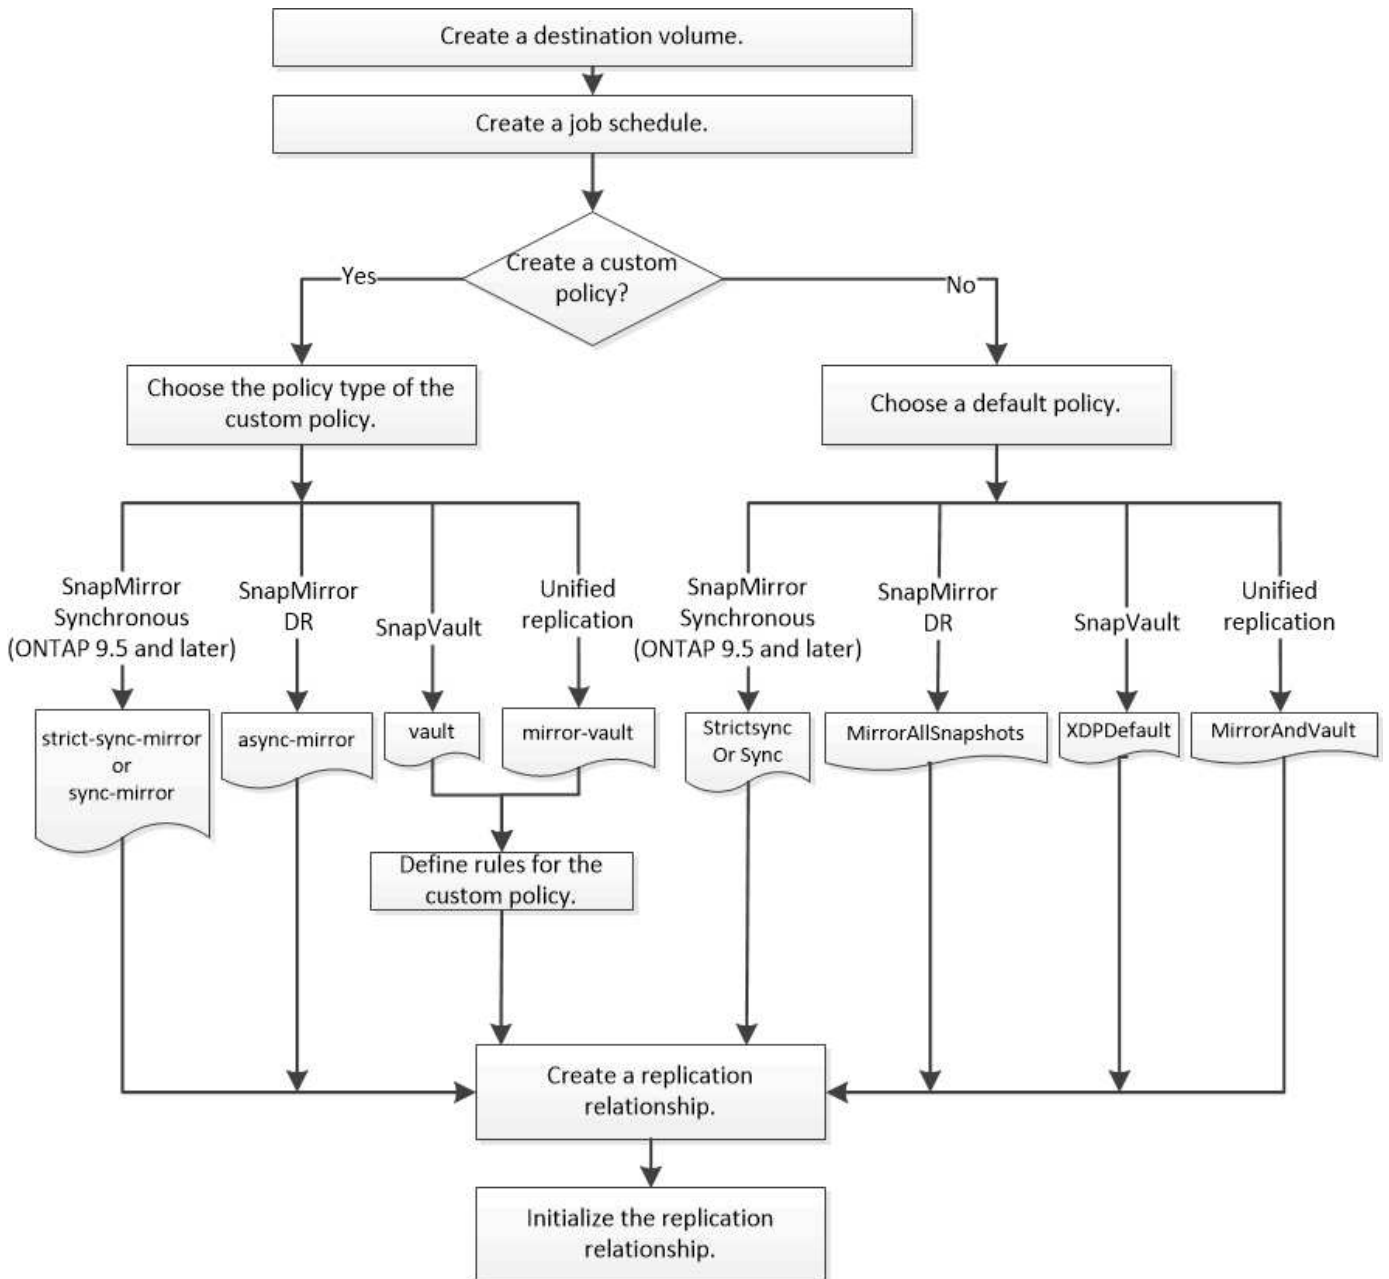 Create a destination volume.
Create a job schedule.
Create a custom
policy?
Yes
No
Choose the policy type of the
custom policy.
Choose a default policy.
SnapMirror
Synchronous
(ONTAP 9.5 and later)
SnapMirror
DR
SnapVault
Unified
replication
SnapMirror
Synchronous
(ONTAP 9.5 and later)
SnapMirror
DR
SnapVault
Unified
replication
strict-sync-mirror
or
sync-mirror
async-mirror
vault
mirror-vault
Strictsync
Or Sync
MirrorAllSnapshots
XDPDefault
MirrorAndVault
Define rules for the
custom policy.
Create a replication
relationship.
Initialize the replication
relationship.